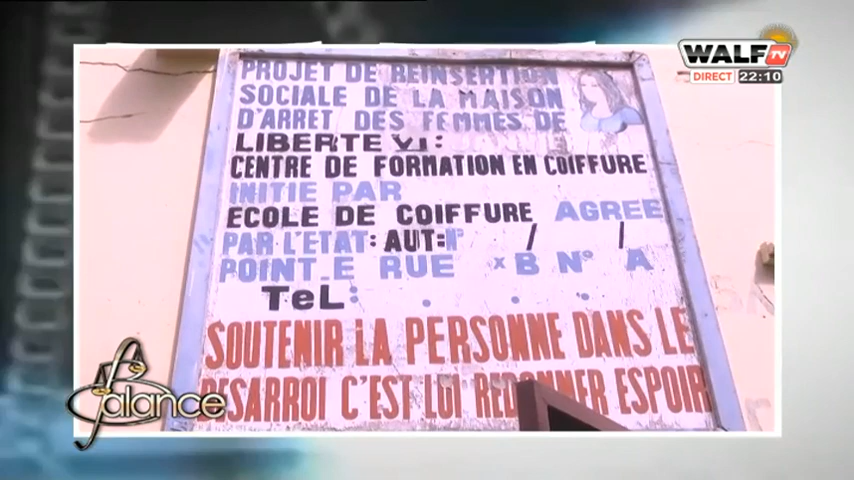 WALF TV
DIRECT 22:10
PROJET DE REINSERTION
SOCIALE DE LA MAISON
D'ARRET DES FEMMES DE
LIBERTE VI:
CENTRE DE FORMATION EN COIFFURE
INITIE PAR
ECOLE DE COIFFURE AGREE
PAR L'ETAT: AUT:N° / /
POINT_E RUE xB N° A
TeL:
SOUTENIR LA PERSONNE DANS LE
DESARROI C'EST LUI REDONNER ESPOIR
Balance